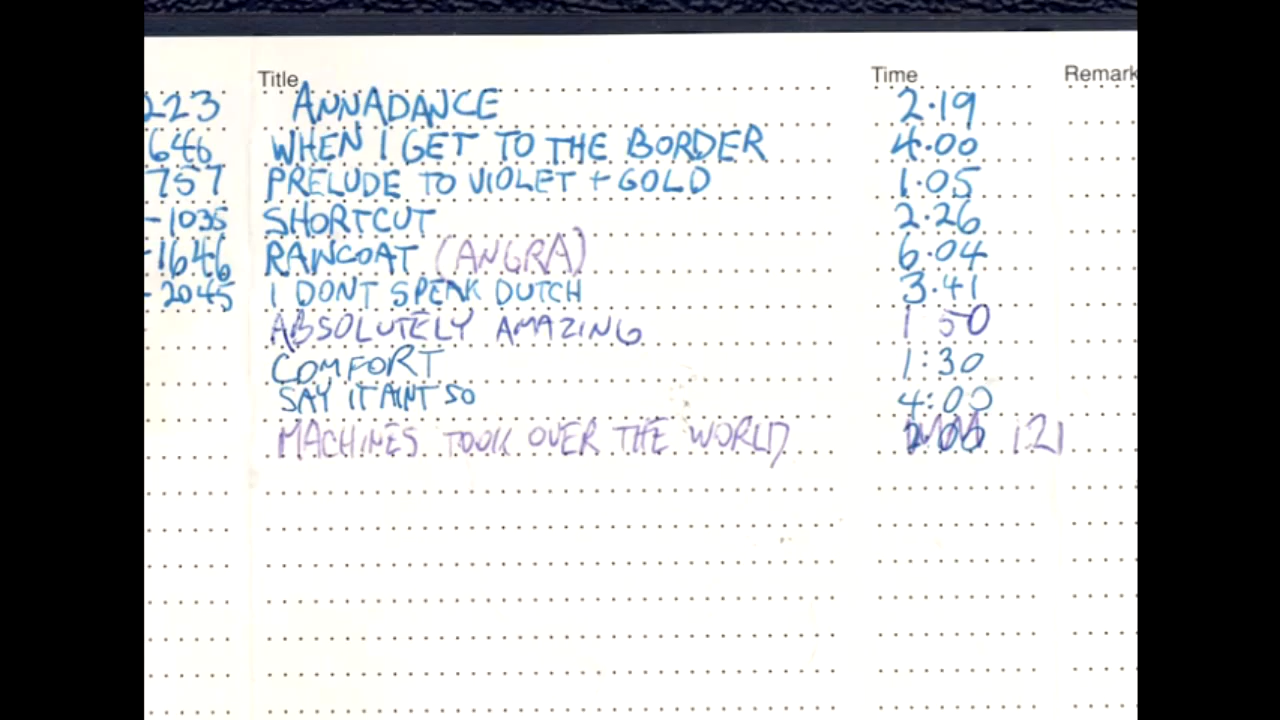 Title Time Remark
223 ANNADANCE 2.19
646 WHEN I GET TO THE BORDER 4.00
757 PRELUDE TO VIOLET + GOLD 1.05
-1035 SHORTCUT 2.26
-1646 RAINCOAT (ANGRA) 6.04
- 2045 I DONT SPEAK DUTCH 3.41
ABSOLUTELY AMAZING 1 50
COMFORT 1:30
SAY IT AINT SO 4:00
MACHINES TOOK OVER THE WORLD 121